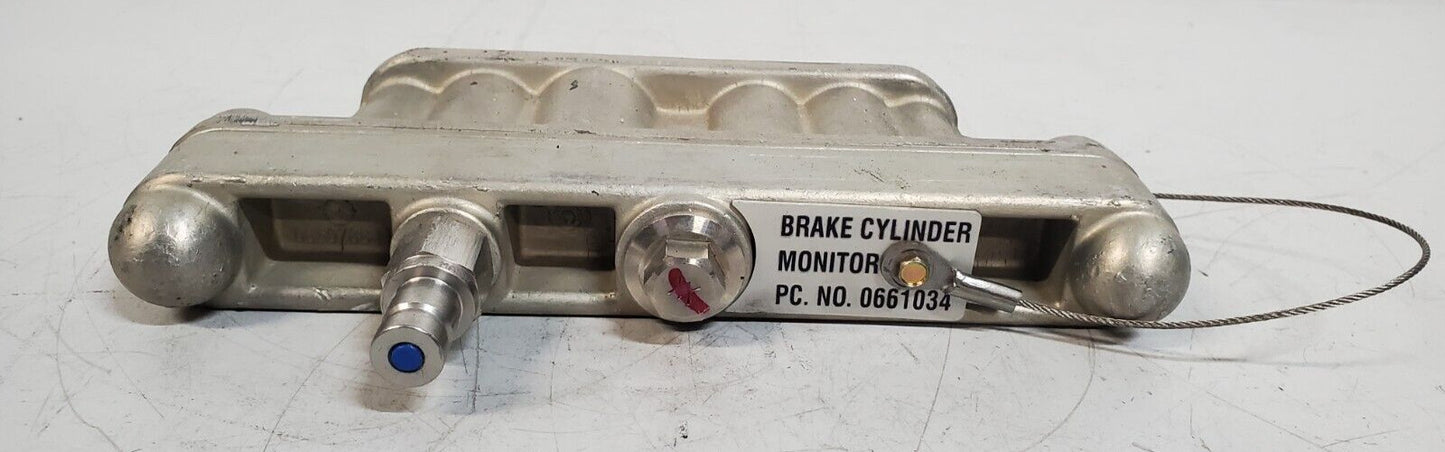 BRAKE CYLINDER
MONITOR
PC. NO. 0661034